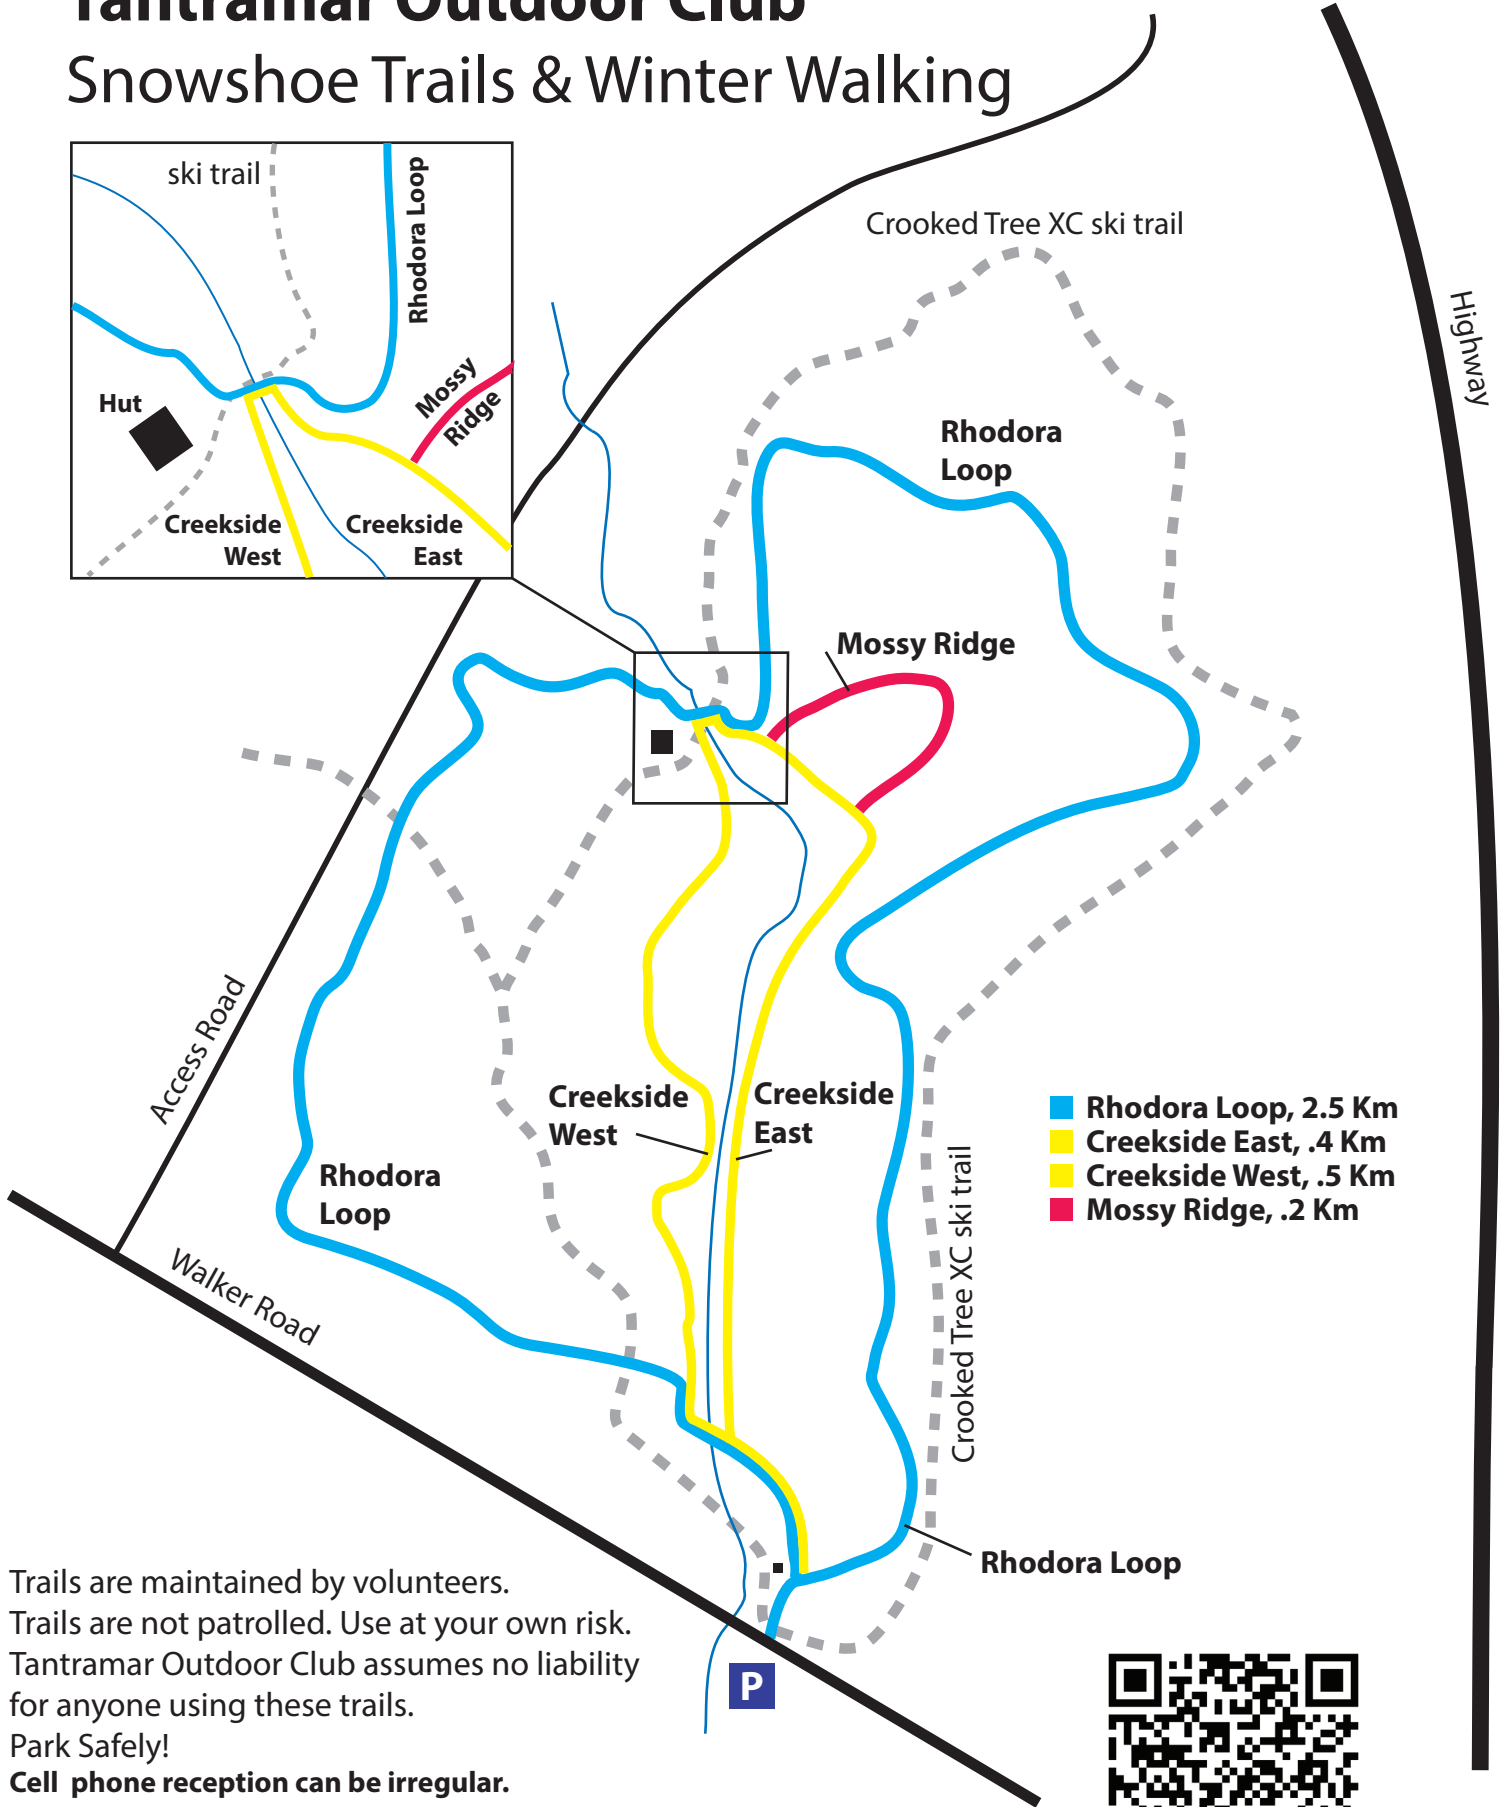 Tantramar Outdoor Club
Snowshoe Trails & Winter Walking
ski trail
Rhodora Loop
Mossy
Ridge
Hut
Creekside
West
Creekside
East
Crooked Tree XC ski trail
Highway
Rhodora
Loop
Mossy Ridge
Access Road
Creekside
West
Creekside
East
Rhodora Loop, 2.5 Km
Creekside East, .4 Km
Creekside West, .5 Km
Mossy Ridge, .2 Km
Rhodora
Loop
Walker Road
Crooked Tree XC ski trail
Rhodora Loop
P
Trails are maintained by volunteers.
Trails are not patrolled. Use at your own risk.
Tantramar Outdoor Club assumes no liability
for anyone using these trails.
Park Safely!
Cell  phone reception can be irregular.